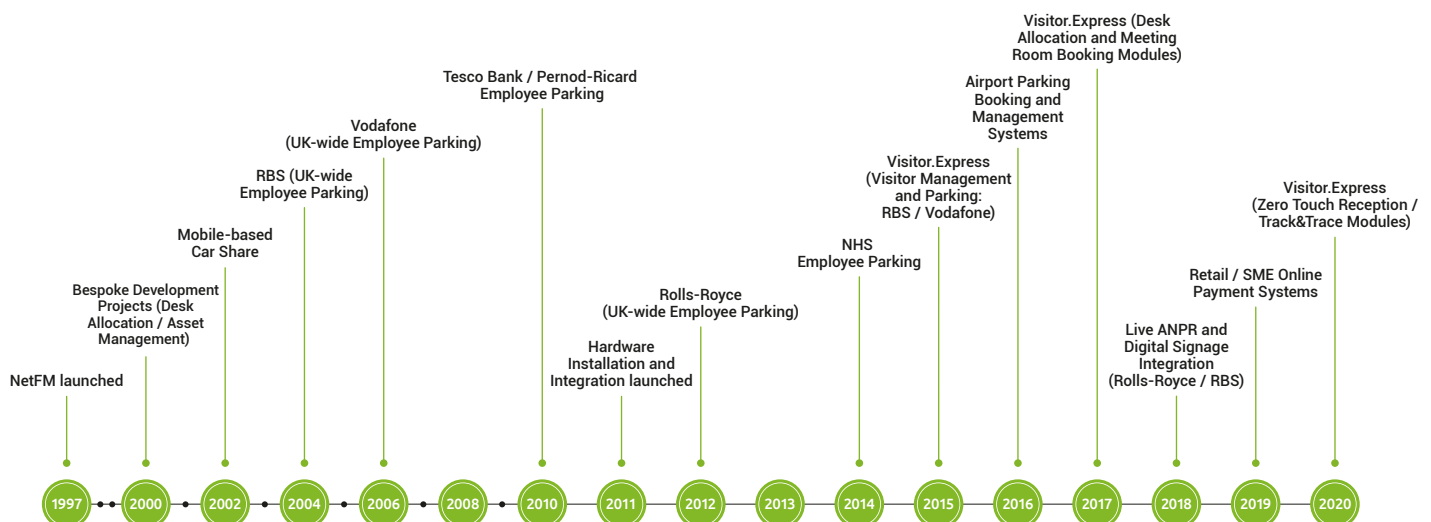 NetFM launched
Bespoke Development
Projects (Desk
Allocation / Asset
Management)
Mobile-based
Car Share
RBS (UK-wide
Employee Parking)
Vodafone
(UK-wide Employee Parking)
Tesco Bank / Pernod-Ricard
Employee Parking
Hardware
Installation and
Integration launched
Rolls-Royce
(UK-wide Employee Parking)
NHS
Employee Parking
Visitor.Express
(Visitor Management
and Parking:
RBS / Vodafone)
Airport Parking
Booking and
Management
Systems
Visitor.Express (Desk
Allocation and Meeting
Room Booking Modules)
Live ANPR and
Digital Signage
Integration
(Rolls-Royce / RBS)
Retail / SME Online
Payment Systems
Visitor.Express
(Zero Touch Reception /
Track&Trace Modules)
1997 2000 2002 2004 2006 2008 2010 2011 2012 2013 2014 2015 2016 2017 2018 2019 2020